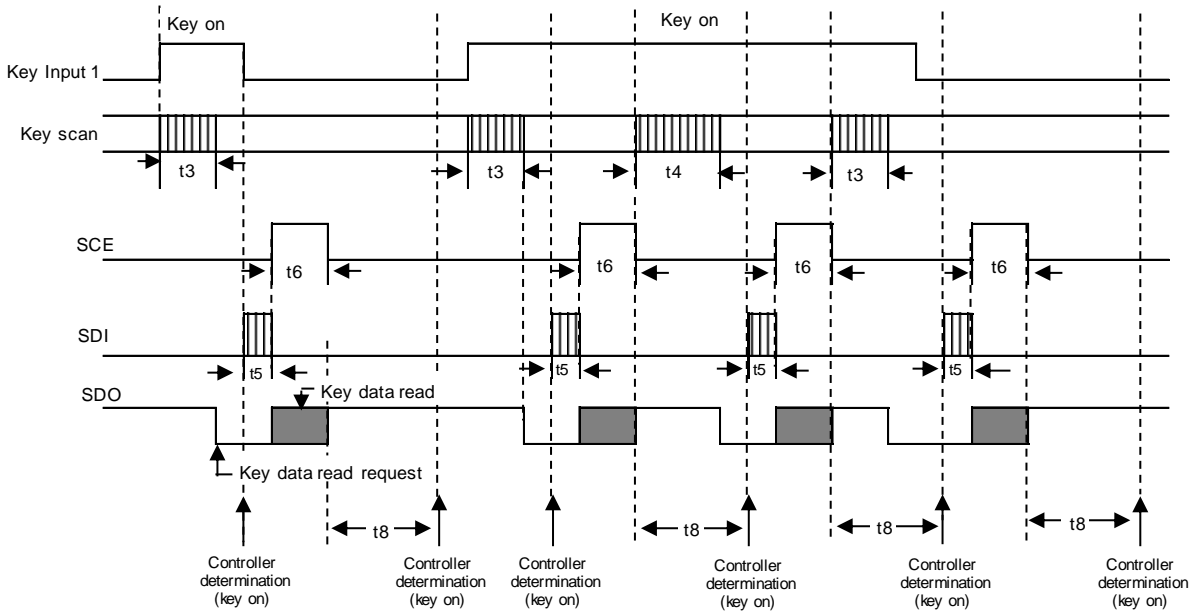 Key on
Key on
Key Input 1
Key scan
t3
t3
t4
t3
SCE
t6
t6
t6
t6
SDI
t5
t5
t5
t5
SDO
Key data read
Key data read request
t8
t8
t8
t8
Controller
determination
(key on)
Controller
determination
(key on)
Controller
determination
(key on)
Controller
determination
(key on)
Controller
determination
(key on)
Controller
determination
(key on)